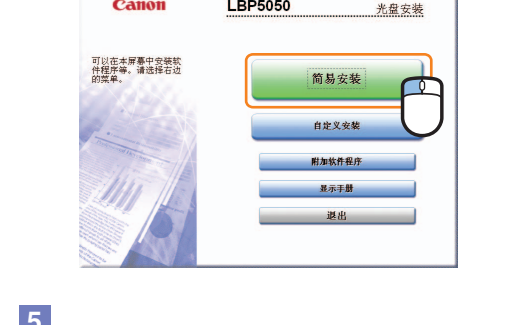 Canon
LBP5050
光盘安装
可以在本屏幕中安装软
件程序等。请选择右边
的菜单。
简易安装
自定义安装
附加软件程序
显示手册
退出
5